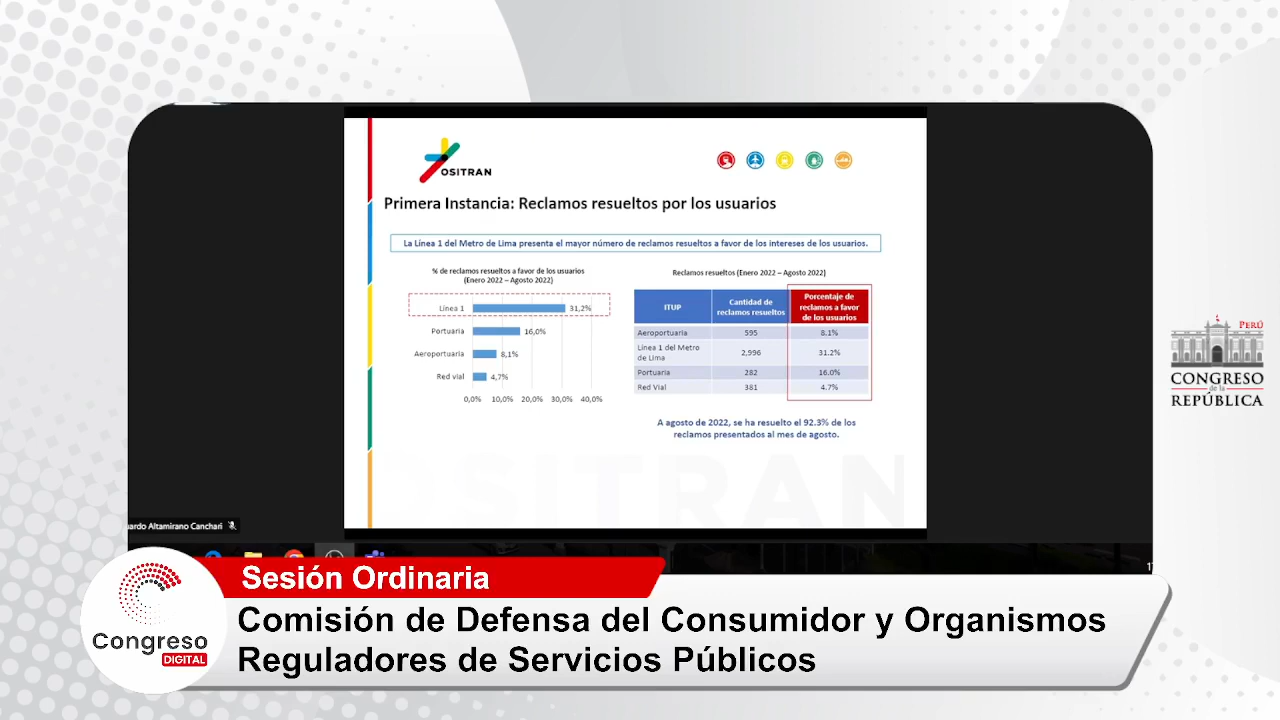 OSITRAN
Primera Instancia: Reclamos resueltos por los usuarios
La Línea 1 del Metro de Lima presenta el mayor número de reclamos resueltos a favor de los intereses de los usuarios.
% de reclamos resueltos a favor de los usuarios
(Enero 2022 – Agosto 2022)
Línea 1 31,2%
Portuaria 16,0%
Aeroportuaria 8,1%
Red vial 4,7%
0,0% 10,0% 20,0% 30,0% 40,0%
Reclamos resueltos (Enero 2022 – Agosto 2022)
ITUP
Cantidad de
reclamos resueltos
Porcentaje de
reclamos a favor
de los usuarios
Aeroportuaria 595 8.1%
Línea 1 del Metro
de Lima 2,996 31.2%
Portuaria 282 16.0%
Red Vial 381 4.7%
A agosto de 2022, se ha resuelto el 92.3% de los
reclamos presentados al mes de agosto.
OSITRAN
uardo Altamirano Canchari
PERÚ
CONGRESO
de la
REPÚBLICA
Sesión Ordinaria
Comisión de Defensa del Consumidor y Organismos
Reguladores de Servicios Públicos
Congreso
DIGITAL